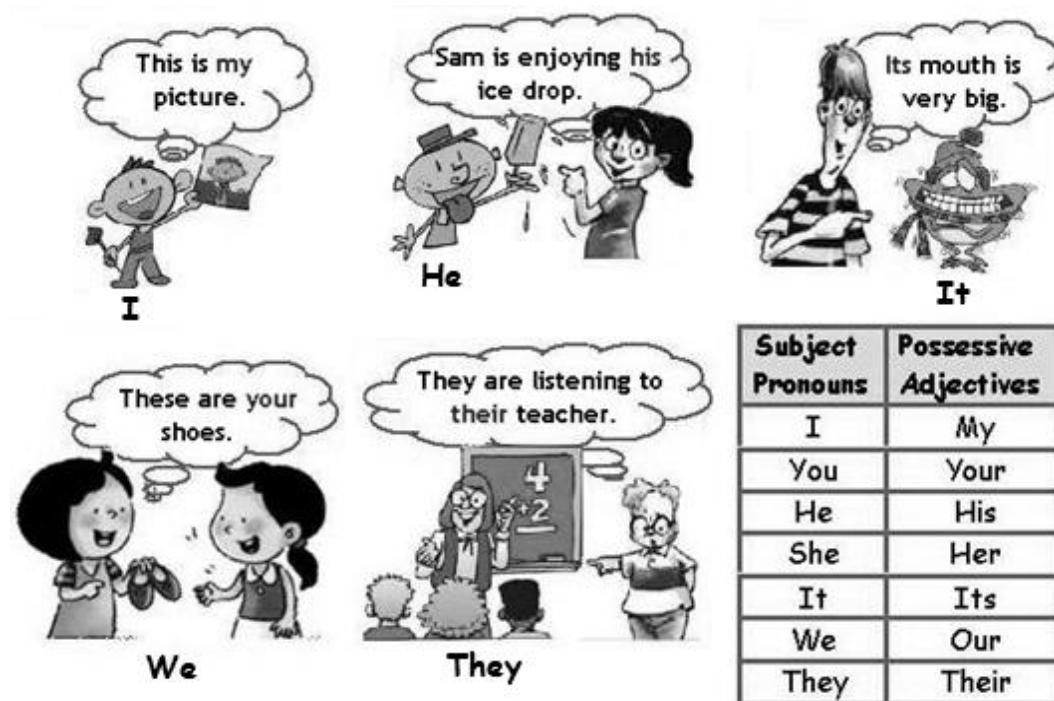 This is my
picture.
I
Sam is enjoying his
ice drop.
He
Its mouth is
very big.
It
These are your
shoes.
We
They are listening to
their teacher.
4
+2
They
Subject Pronouns Possessive Adjectives
I My
You Your
He His
She Her
It Its
We Our
They Their